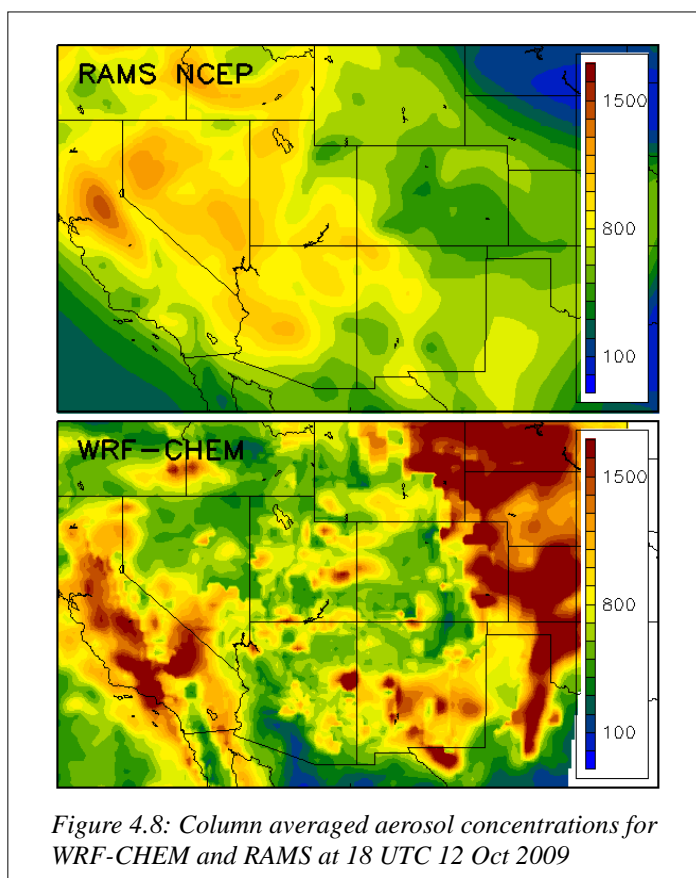 RAMS NCEP
1500
800
100
WRF-CHEM
1500
800
100
Figure 4.8: Column averaged aerosol concentrations for
WRF-CHEM and RAMS at 18 UTC 12 Oct 2009